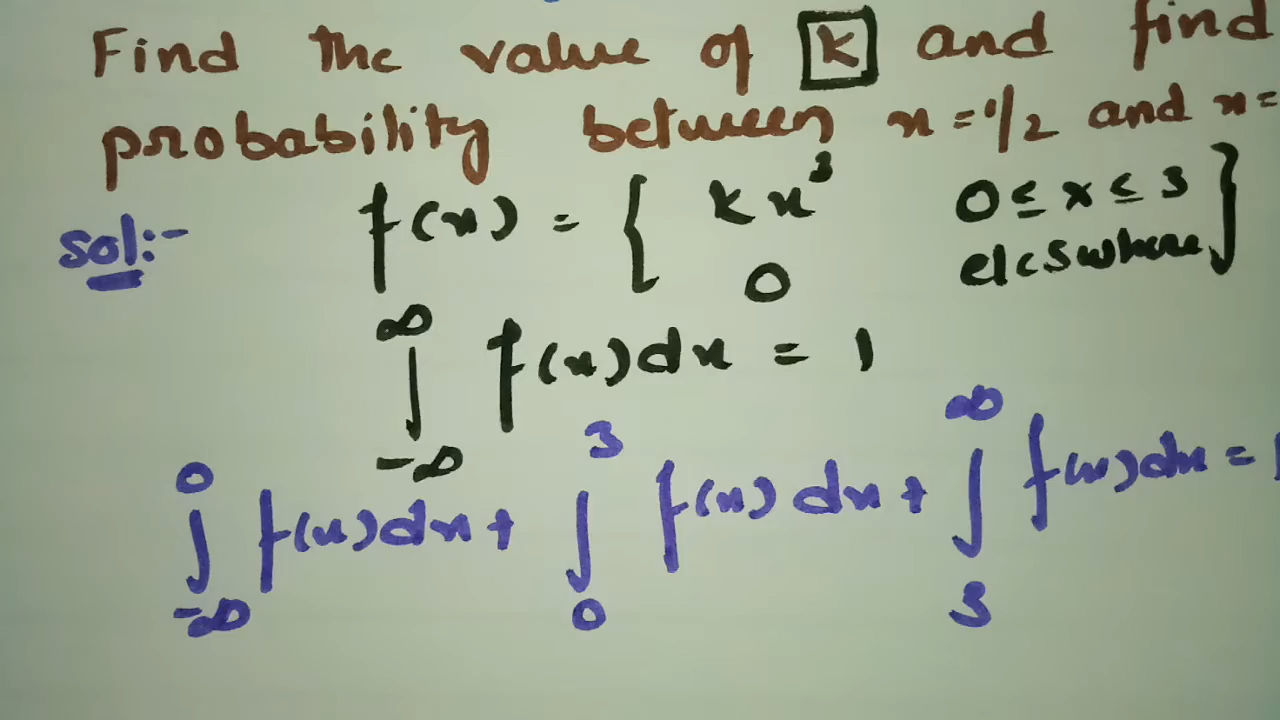 Find the value of k and find
probability between x = 1/2 and x =
Sol:- f(x) = { kx³ 0 ≤ x ≤ 3
0 elsewhere }
∫_{-∞}^{∞} f(x)dx = 1
∫_{-∞}^{0} f(x)dx + ∫_{0}^{3} f(x)dx + ∫_{3}^{∞} f(x)dx = 1